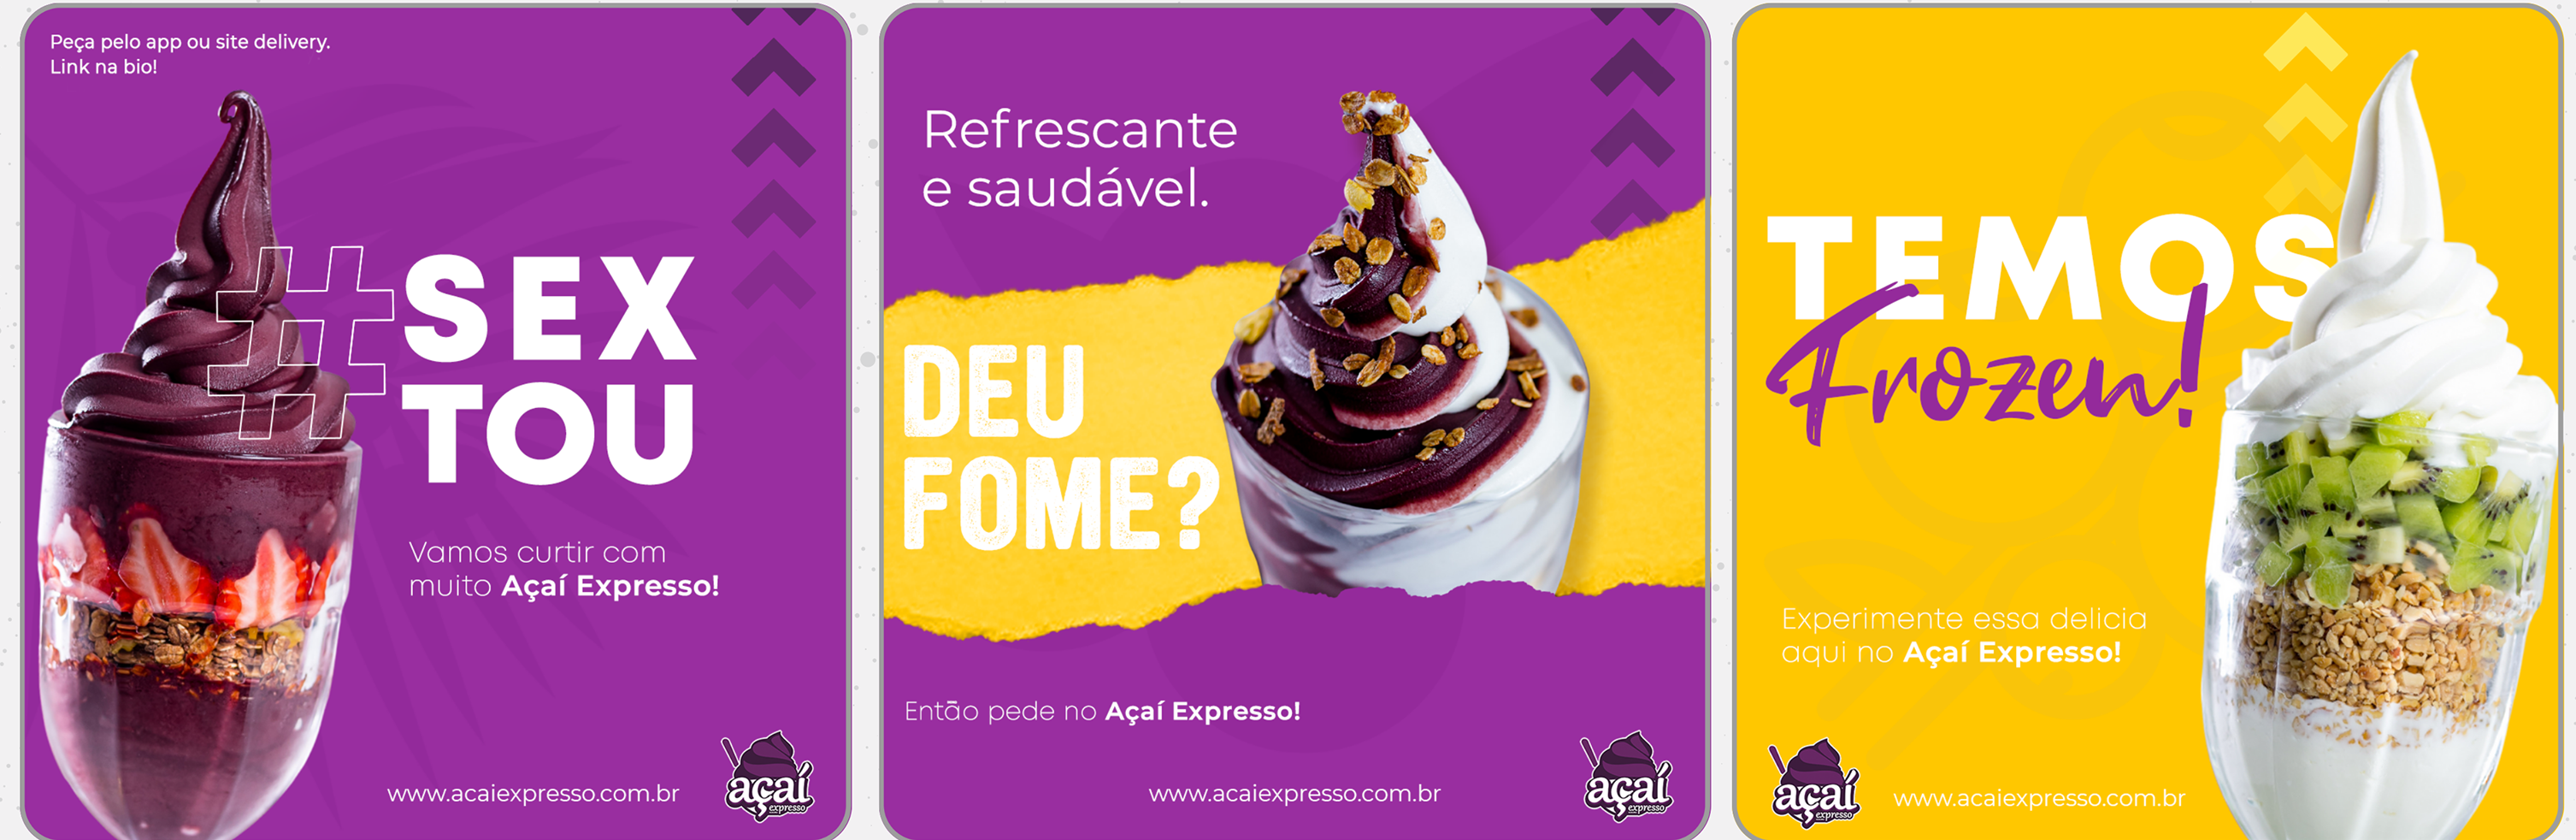 Peça pelo app ou site delivery.
Link na bio!
#SEX
TOU
Vamos curtir com
muito Açaí Expresso!
www.acaiexpresso.com.br
açaí
expresso
Refrescante
e saudável.
DEU
FOME?
Então pede no Açaí Expresso!
www.acaiexpresso.com.br
açaí
expresso
TEMOS
Frozen!
Experimente essa delicia
aqui no Açaí Expresso!
açaí
expresso
www.acaiexpresso.com.br